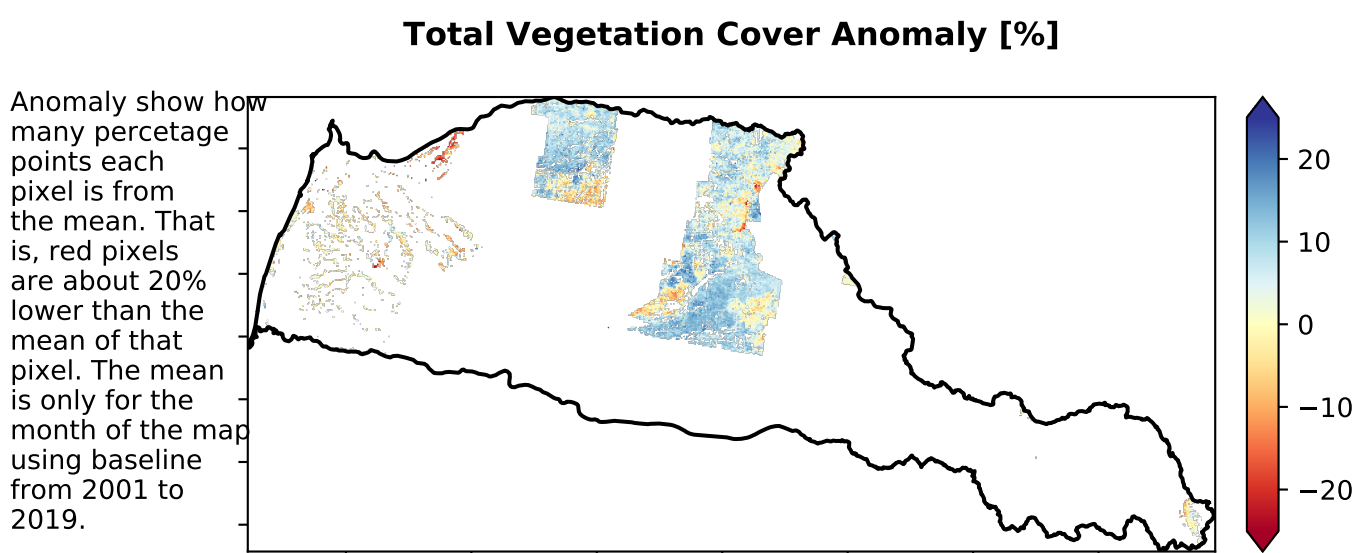 Total Vegetation Cover Anomaly [%]
Anomaly show how
many percetage
points each
pixel is from
the mean. That
is, red pixels
are about 20%
lower than the
mean of that
pixel. The mean
is only for the
month of the map
using baseline
from 2001 to
2019.
20
10
0
−10
−20